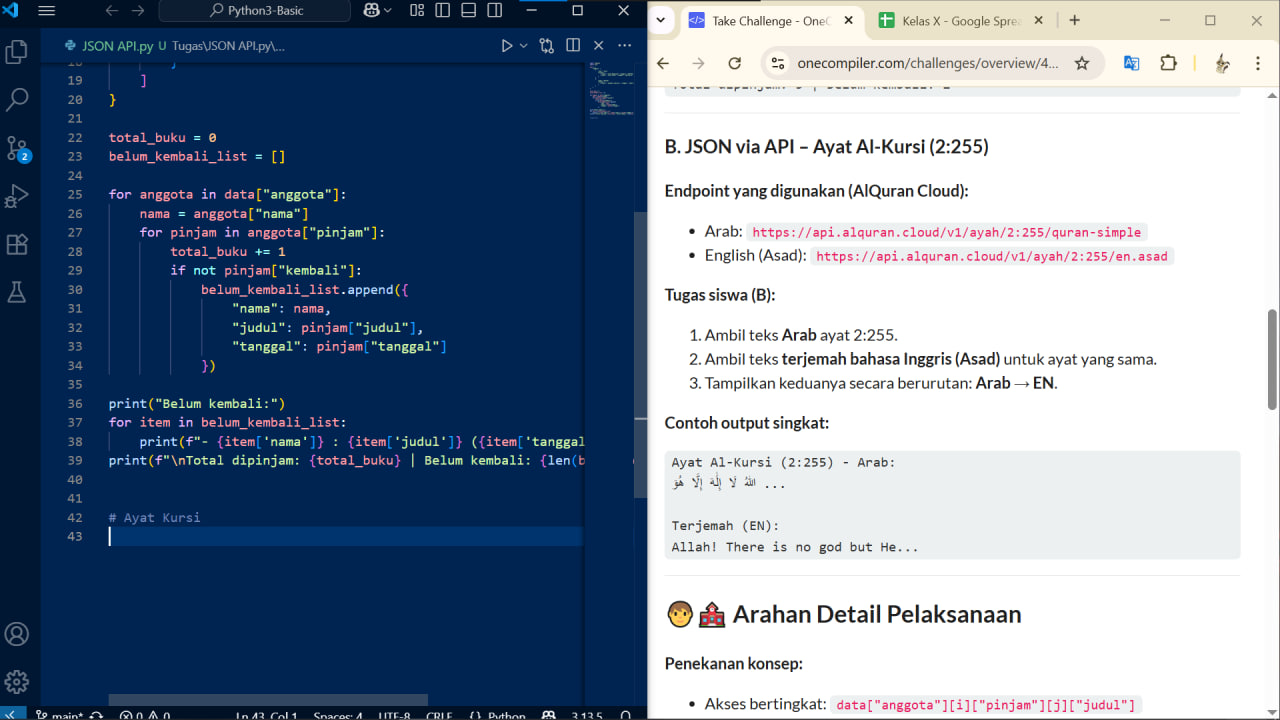 Python3-Basic
JSON API.py U Tugas\JSON API.py\...
18 }
19 ]
20 }
21
22 total_buku = 0
23 belum_kembali_list = []
24
25 for anggota in data["anggota"]:
26 nama = anggota["nama"]
27 for pinjam in anggota["pinjam"]:
28 total_buku += 1
29 if not pinjam["kembali"]:
30 belum_kembali_list.append({
31 "nama": nama,
32 "judul": pinjam["judul"],
33 "tanggal": pinjam["tanggal"]
34 })
35
36 print("Belum kembali:")
37 for item in belum_kembali_list:
38 print(f"- {item['nama']} : {item['judul']} ({item['tanggal
39 print(f"\nTotal dipinjam: {total_buku} | Belum kembali: {len(b
40
41
42 # Ayat Kursi
43
2
main* 0 0 Ln 43, Col 1 Spaces: 4 UTF-8 CRLF {} Python 3.13.5
Take Challenge - OneC
Kelas X - Google Sprea
onecompiler.com/challenges/overview/4...
B. JSON via API – Ayat Al-Kursi (2:255)
Endpoint yang digunakan (AlQuran Cloud):
• Arab: https://api.alquran.cloud/v1/ayah/2:255/quran-simple
• English (Asad): https://api.alquran.cloud/v1/ayah/2:255/en.asad
Tugas siswa (B):
1. Ambil teks Arab ayat 2:255.
2. Ambil teks terjemah bahasa Inggris (Asad) untuk ayat yang sama.
3. Tampilkan keduanya secara berurutan: Arab → EN.
Contoh output singkat:
Ayat Al-Kursi (2:255) - Arab:
اللَّهُ لَا إِلَٰهَ إِلَّا هُوَ ...
Terjemah (EN):
Allah! There is no god but He...
Arahan Detail Pelaksanaan
Penekanan konsep:
• Akses bertingkat: data["anggota"][i]["pinjam"][j]["judul"]